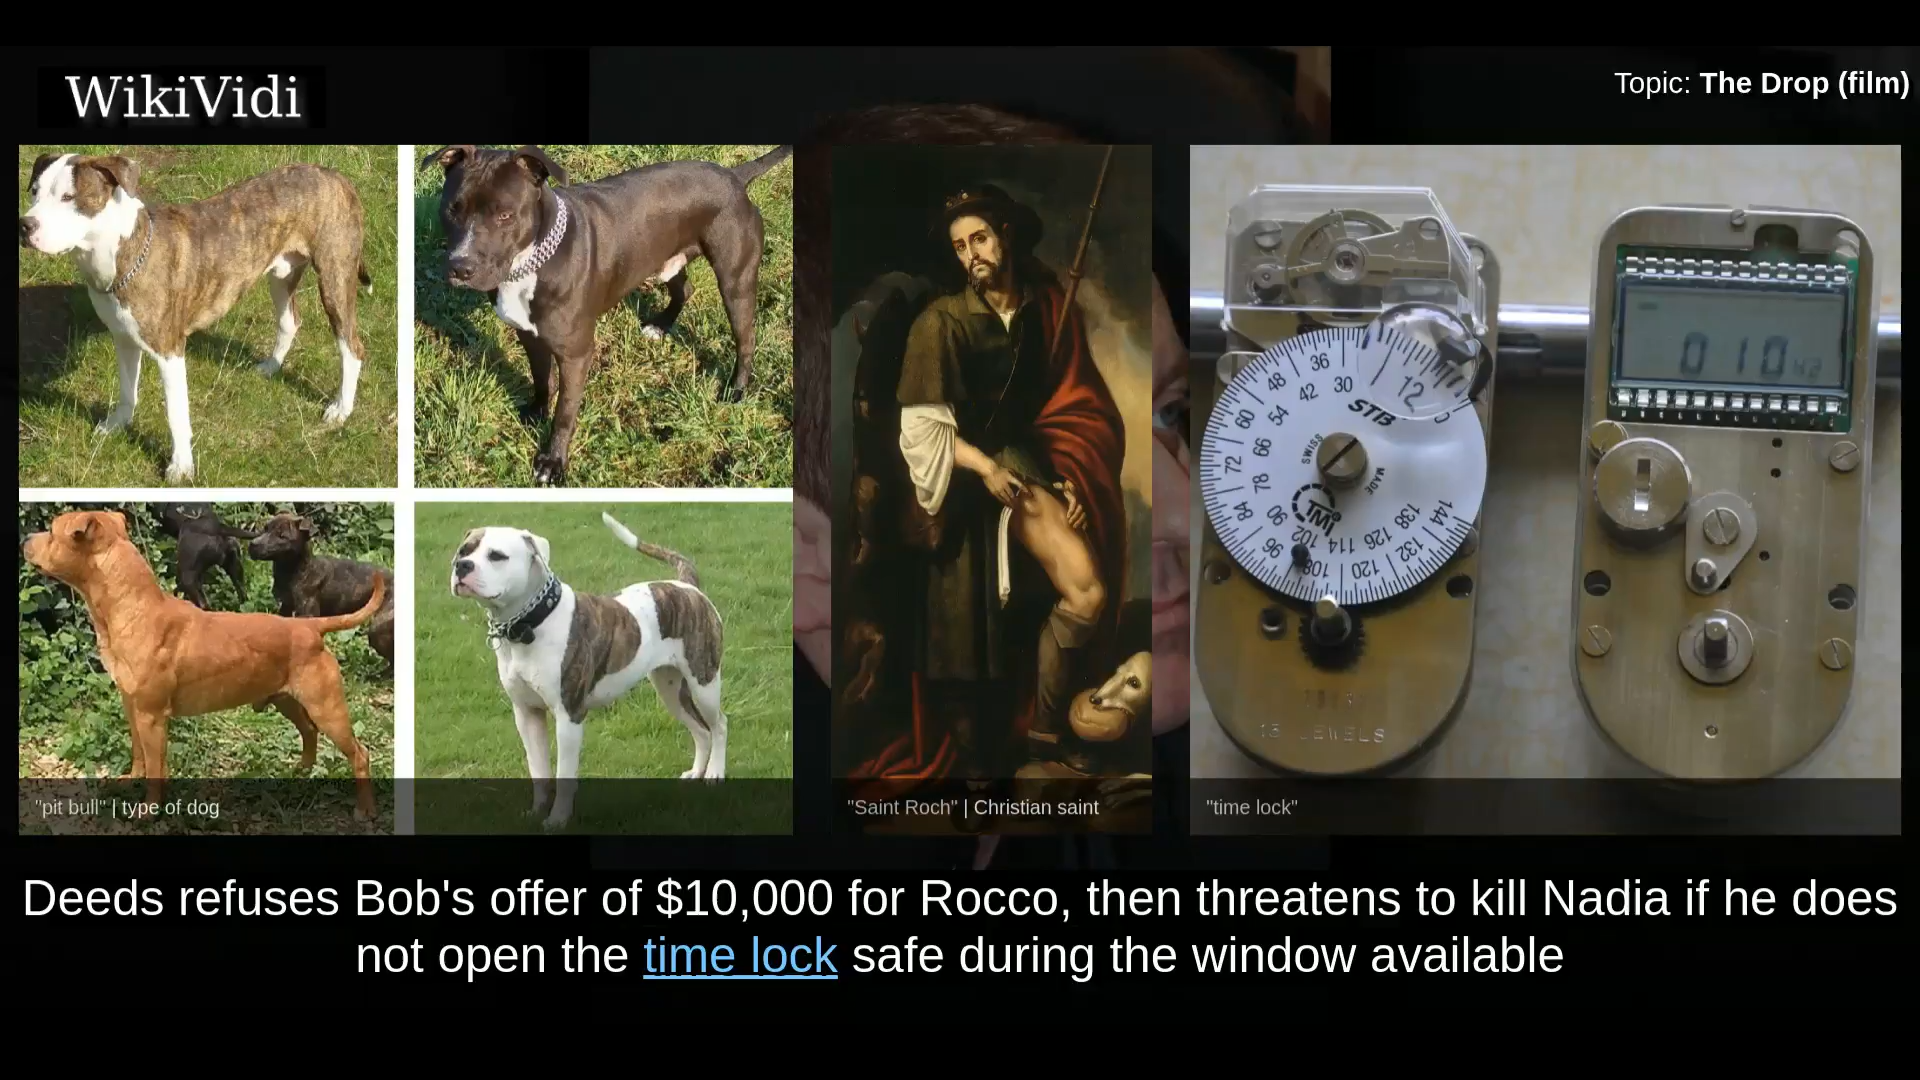 WikiVidi
Topic: The Drop (film)
36
48
42
30
12
60
54
STB
66
SWISS
72
MADE
78
84
90
TMI
144
138
96
102
114
126
132
108
120
010
15 JEWELS
"pit bull" | type of dog
"Saint Roch" | Christian saint
"time lock"
Deeds refuses Bob's offer of $10,000 for Rocco, then threatens to kill Nadia if he does
not open the time lock safe during the window available